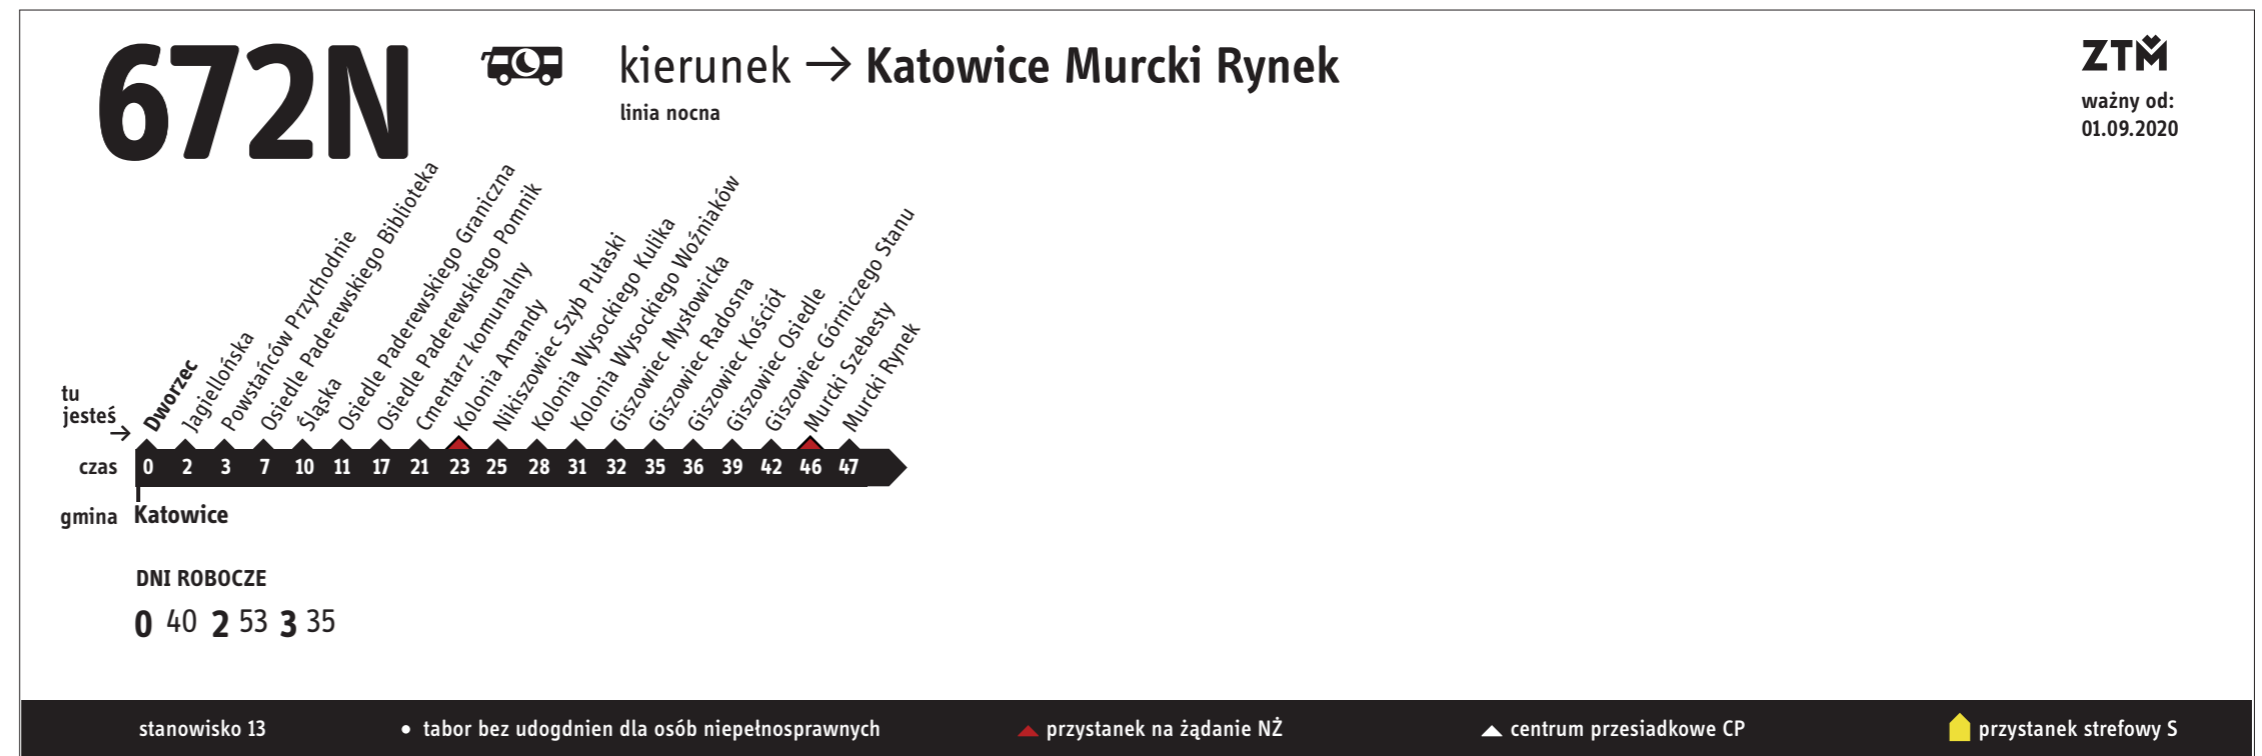 672N
kierunek → Katowice Murcki Rynek
linia nocna
ZTM
ważny od:
01.09.2020
tu
jesteś →
Dworzec
Jagiellońska
Powstańców Przychodnie
Osiedle Paderewskiego Biblioteka
Śląska
Osiedle Paderewskiego Graniczna
Osiedle Paderewskiego Pomnik
Cmentarz komunalny
Kolonia Amandy
Nikiszowiec Szyb Pułaski
Kolonia Wysockiego Kulika
Kolonia Wysockiego Woźniaków
Giszowiec Mysłowicka
Giszowiec Radosna
Giszowiec Kościół
Giszowiec Osiedle
Giszowiec Górniczego Stanu
Murcki Szebesty
Murcki Rynek
czas 0 2 3 7 10 11 17 21 23 25 28 31 32 35 36 39 42 46 47
gmina Katowice
DNI ROBOCZE
0 40 2 53 3 35
stanowisko 13 • tabor bez udogdnien dla osób niepełnosprawnych przystanek na żądanie NŻ centrum przesiadkowe CP przystanek strefowy S